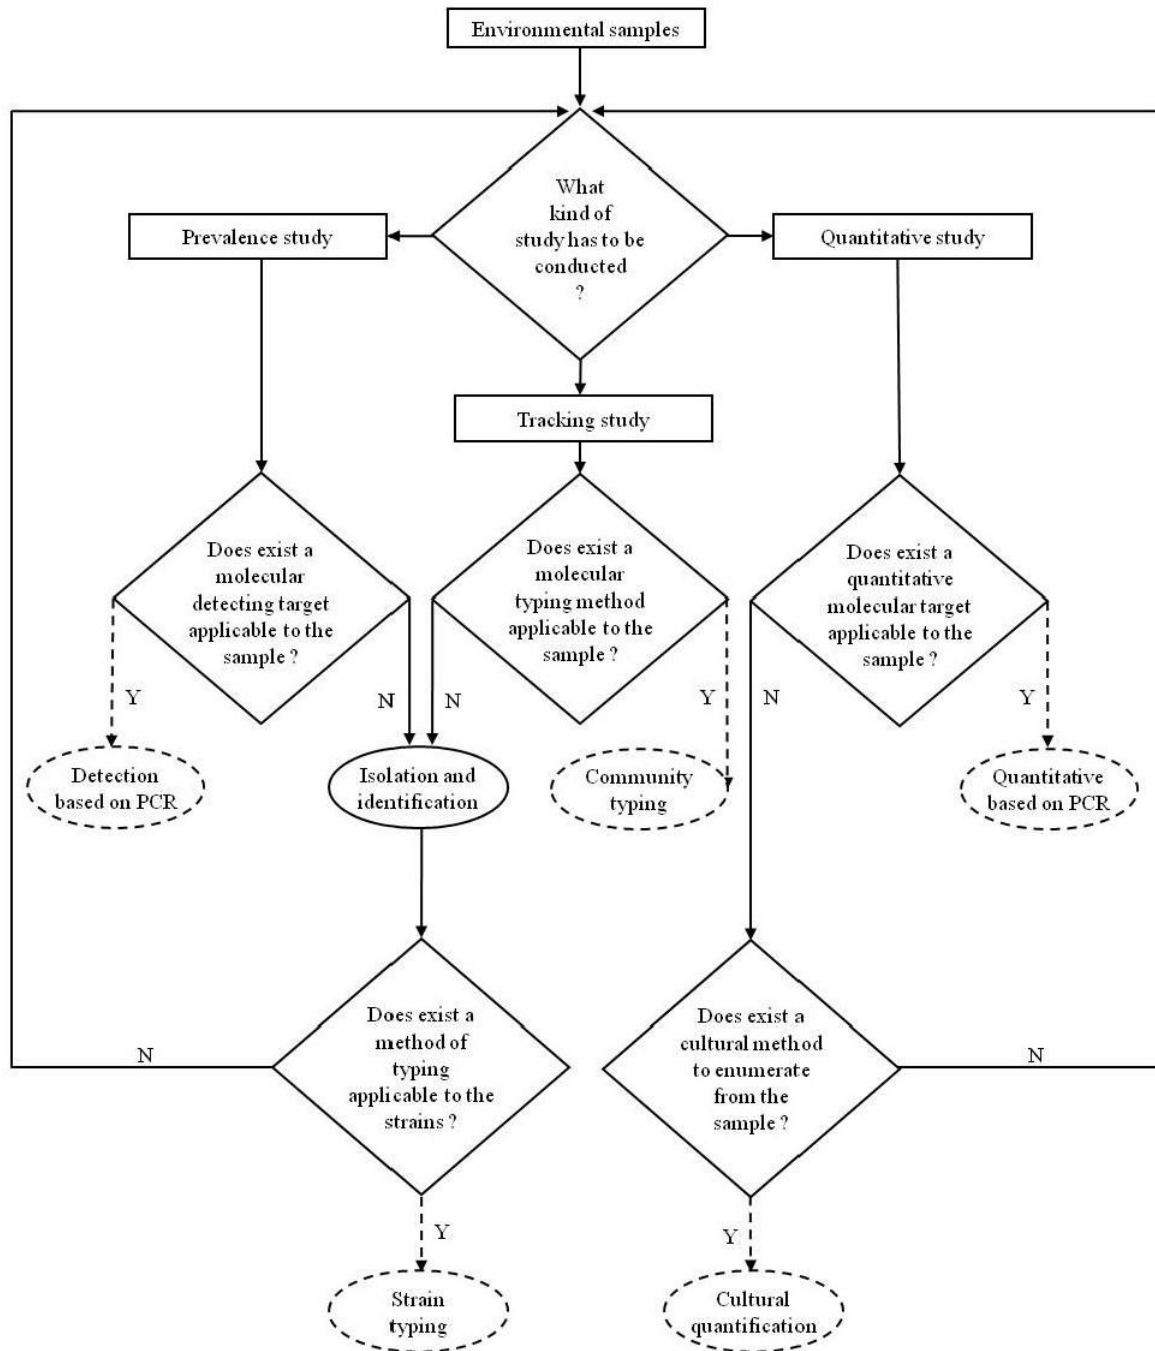 Environmental samples
What
kind of
study has to be
conducted
?
Prevalence study
Quantitative study
Tracking study
Does exist a
molecular
detecting target
applicable to the
sample ?
Does exist a
molecular
typing method
applicable to the
sample ?
Does exist a
quantitative
molecular target
applicable to the
sample ?
Y
N
N
Y
N
Y
Detection
based on PCR
Isolation and
identification
Community
typing
Quantitative
based on PCR
Does exist a
method of
typing
applicable to the
strains ?
Does exist a
cultural method
to enumerate
from the
sample ?
N
N
Y
Y
Strain
typing
Cultural
quantification